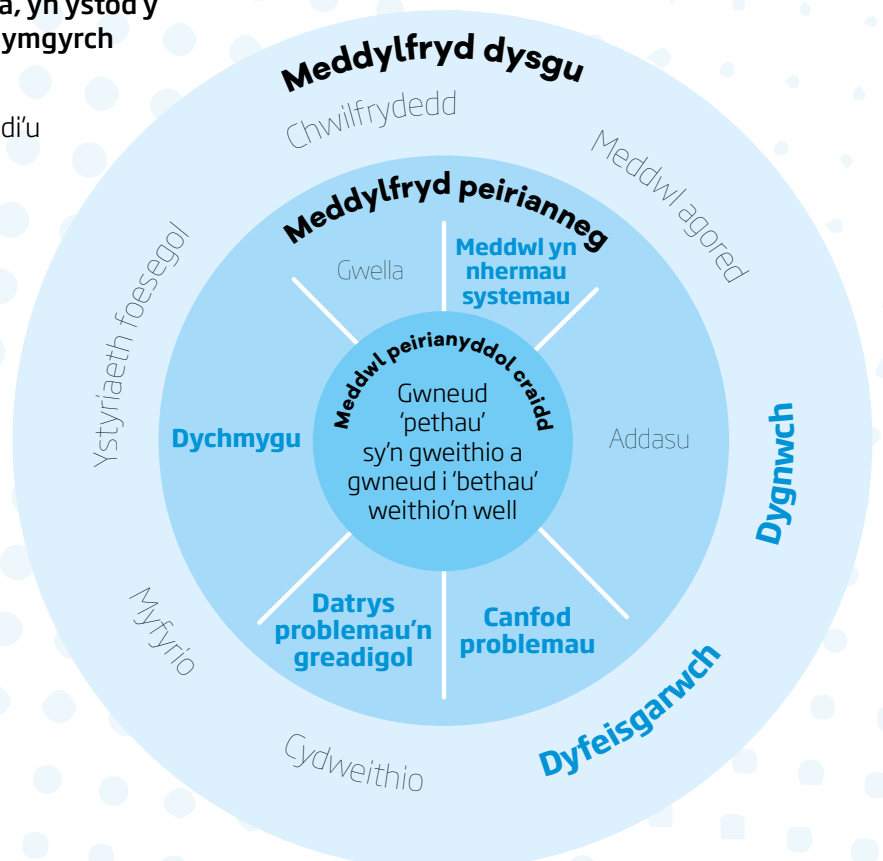 a, yn ystod y
ymgyrch
di'u
Meddylfryd dysgu
Chwilfrydedd
Meddwl agored
Dygnwch
Dyfeisgarwch
Cydweithio
Myfyrio
Ystyriaeth foesegol
Meddylfryd peirianneg
Gwella
Meddwl yn
nhermau
systemau
Addasu
Canfod
problemau
Datrys
problemau'n
greadigol
Dychmygu
Meddwl peirianyddol craidd
Gwneud
'pethau'
sy'n gweithio a
gwneud i 'bethau'
weithio'n well